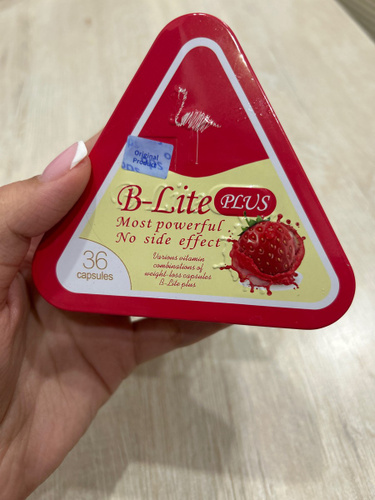 Original
Product
B-Lite PLUS
Most powerful
No side effect
Various vitamin
combinations of
weight-loss capsules
B-Lite plus
36
capsules